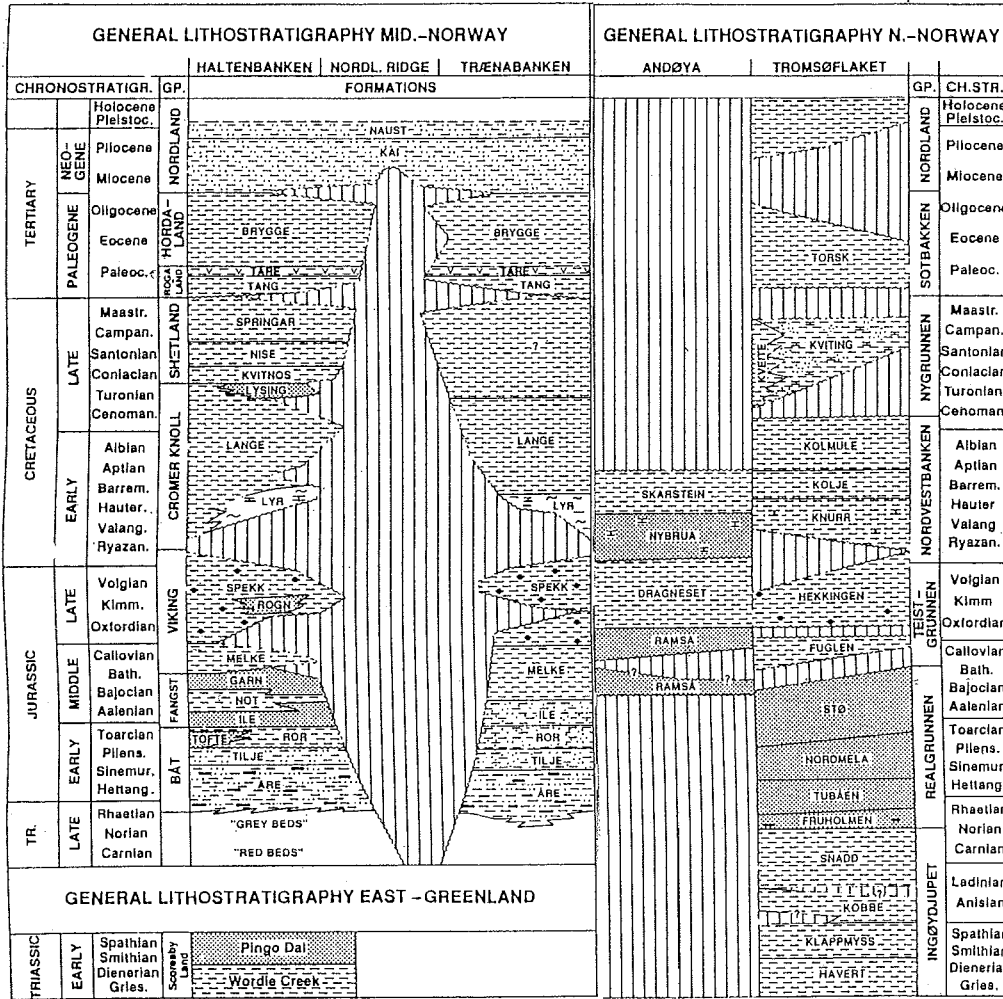 GENERAL LITHOSTRATIGRAPHY MID.-NORWAY
HALTENBANKEN NORDL. RIDGE TRÆNABANKEN
CHRONOSTRATIGR. GP. FORMATIONS
TERTIARY
NEO-GENE
PALEOGENE
Holocene
Pleistoc.
Pliocene
Miocene
Oligocene
Eocene
Paleoc.
NORDLAND
HORDA-LAND
ROGA LAND
NAUST
KAI
BRYGGE BRYGGE
TARE TARE
TANG TANG
CRETACEOUS
LATE
EARLY
Maastr.
Campan.
Santonian
Coniacian
Turonian
Cenoman.
Albian
Aptian
Barrem.
Hauter.
Valang.
Ryazan.
SHETLAND
CROMER KNOLL
SPRINGAR
?
NISE
KVITNOS
LYSING
LANGE LANGE
LYR LYR
JURASSIC
LATE
MIDDLE
EARLY
Volgian
Kimm.
Oxfordian
Callovian
Bath.
Bajocian
Aalenian
Toarcian
Pliens.
Sinemur.
Hettang.
VIKING
FANGST
BÅT
SPEKK SPEKK
ROGN
MELKE MELKE
GARN
NOT
ILE ILE
TOFTE ROR ROR
TILJE TILJE
ÅRE ÅRE
TR.
LATE
Rhaetian
Norian
Carnian
"GREY BEDS"
"RED BEDS"
GENERAL LITHOSTRATIGRAPHY EAST - GREENLAND
TRIASSIC
EARLY
Spathian
Smithian
Dienerian
Gries.
Scoresby Land
Pingo Dal
Wordie Creek
GENERAL LITHOSTRATIGRAPHY N.-NORWAY
ANDØYA TROMSØFLAKET
GP. CH.STR.
SKARSTEIN
NYBRUA
DRAGNESET
RAMSÅ
? ?
RAMSÅ
TORSK
KVEITE
KVITING
KOLMULE
KOLJE
KNURR
HEKKINGEN
FUGLEN
STØ
NORDMELA
TUBÅEN
FRUHOLMEN
SNADD
(?)
KOBBE
?
KLAPPMYSS
HAVERT
NORDLAND
SOTBAKKEN
NYGRUNNEN
NORDVESTBANKEN
TEIST-GRUNNEN
REALGRUNNEN
INGØYDJUPET
Holocene
Pleistoc.
Pliocene
Miocene
Oligocene
Eocene
Paleoc.
Maastr.
Campan.
Santonian
Coniacian
Turonian
Cenoman.
Albian
Aptian
Barrem.
Hauter
Valang
Ryazan.
Volgian
Kimm
Oxfordian
Callovian
Bath.
Bajocian
Aalenian
Toarcian
Pliens.
Sinemur.
Hettang.
Rhaetian
Norian
Carnian
Ladinian
Anisian
Spathian
Smithian
Dienerian
Gries.